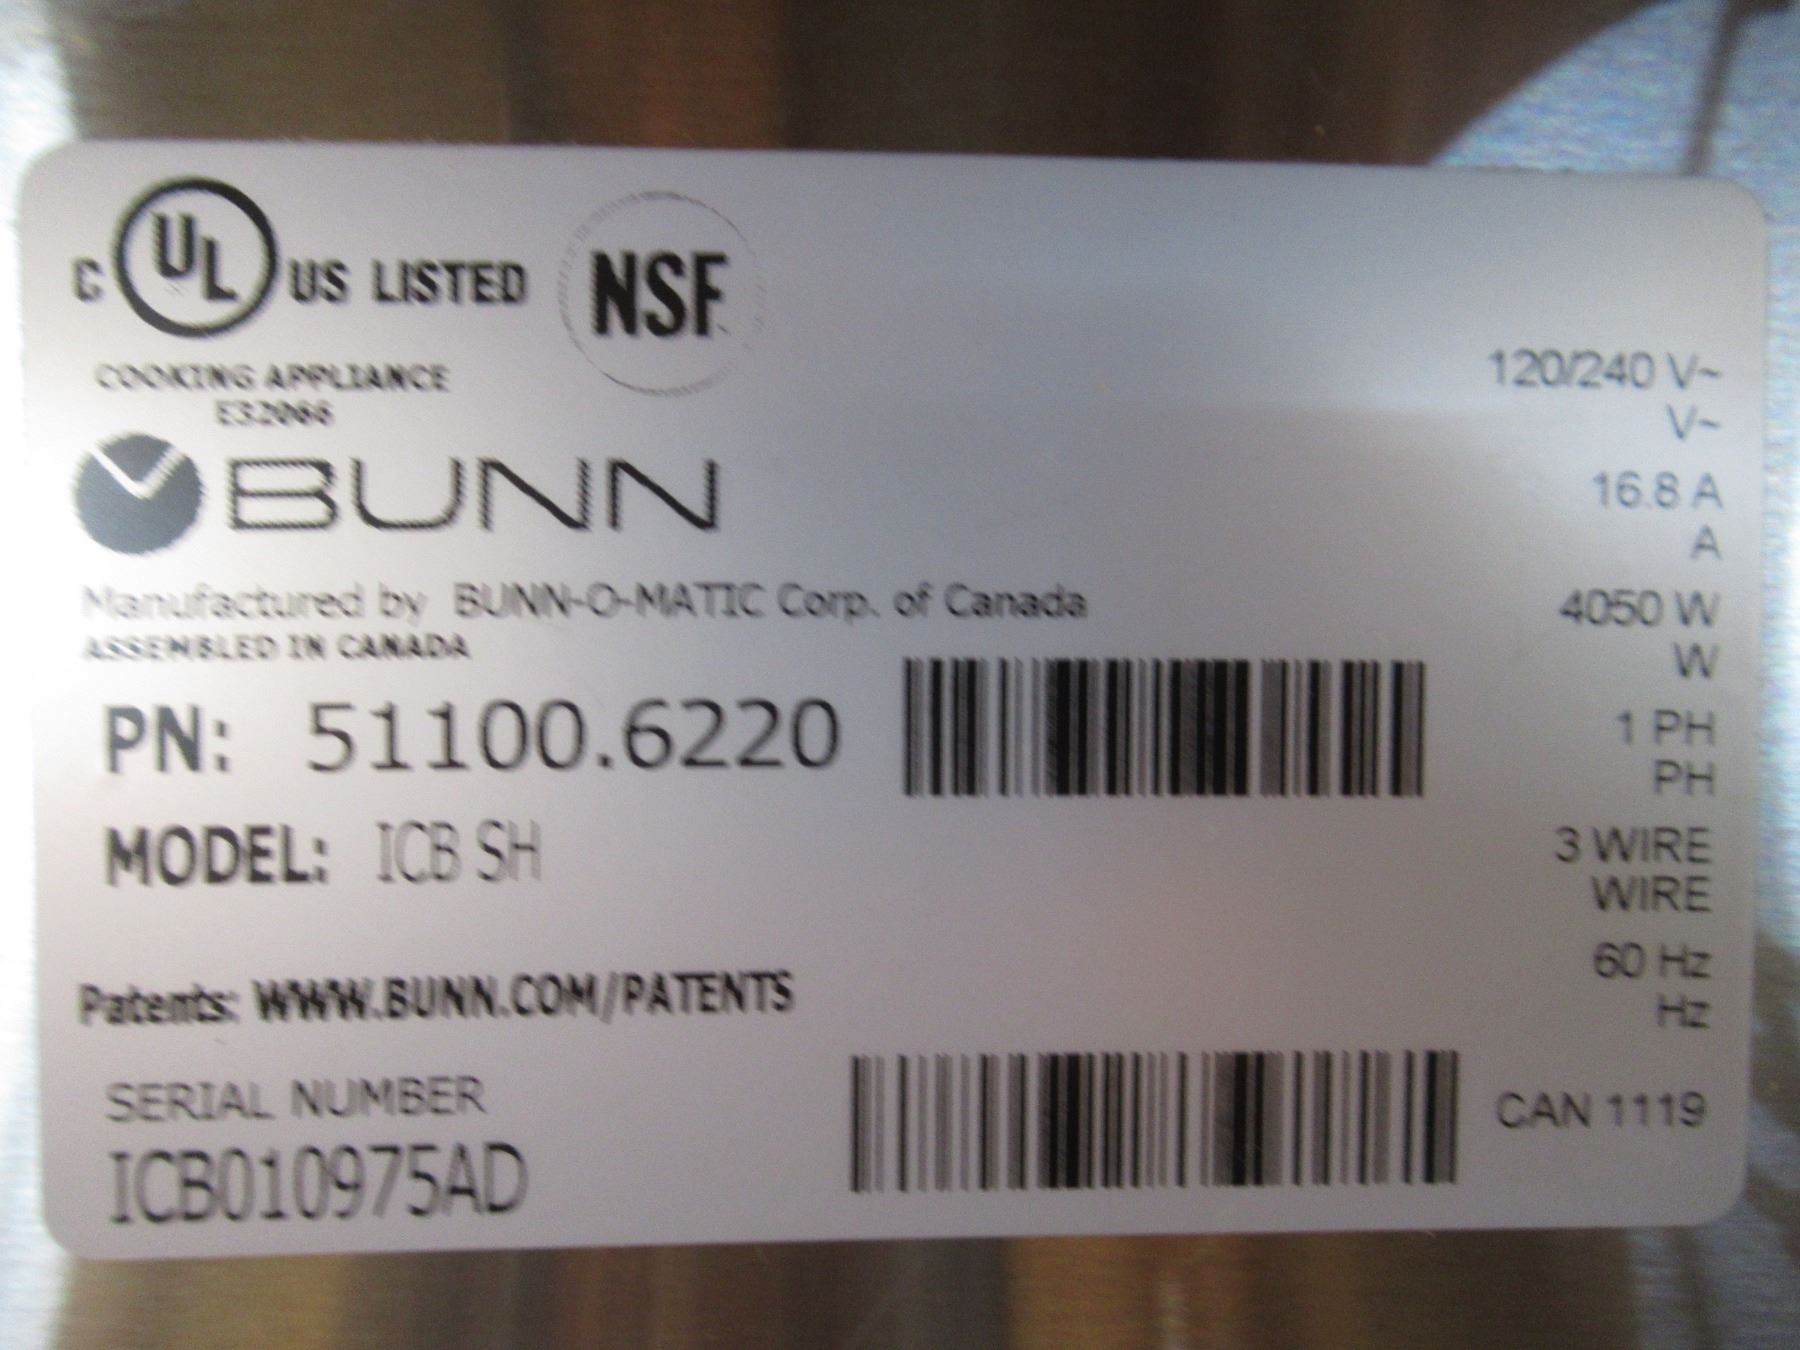 C UL US LISTED NSF
COOKING APPLIANCE
E32066
BUNN
Manufactured by BUNN-O-MATIC Corp. of Canada
ASSEMBLED IN CANADA
PN: 51100.6220
MODEL: ICB SH
Patents: WWW.BUNN.COM/PATENTS
SERIAL NUMBER
ICB010975AD
120/240 V~
V~
16.8 A
A
4050 W
W
1 PH
PH
3 WIRE
WIRE
60 Hz
Hz
CAN 1119